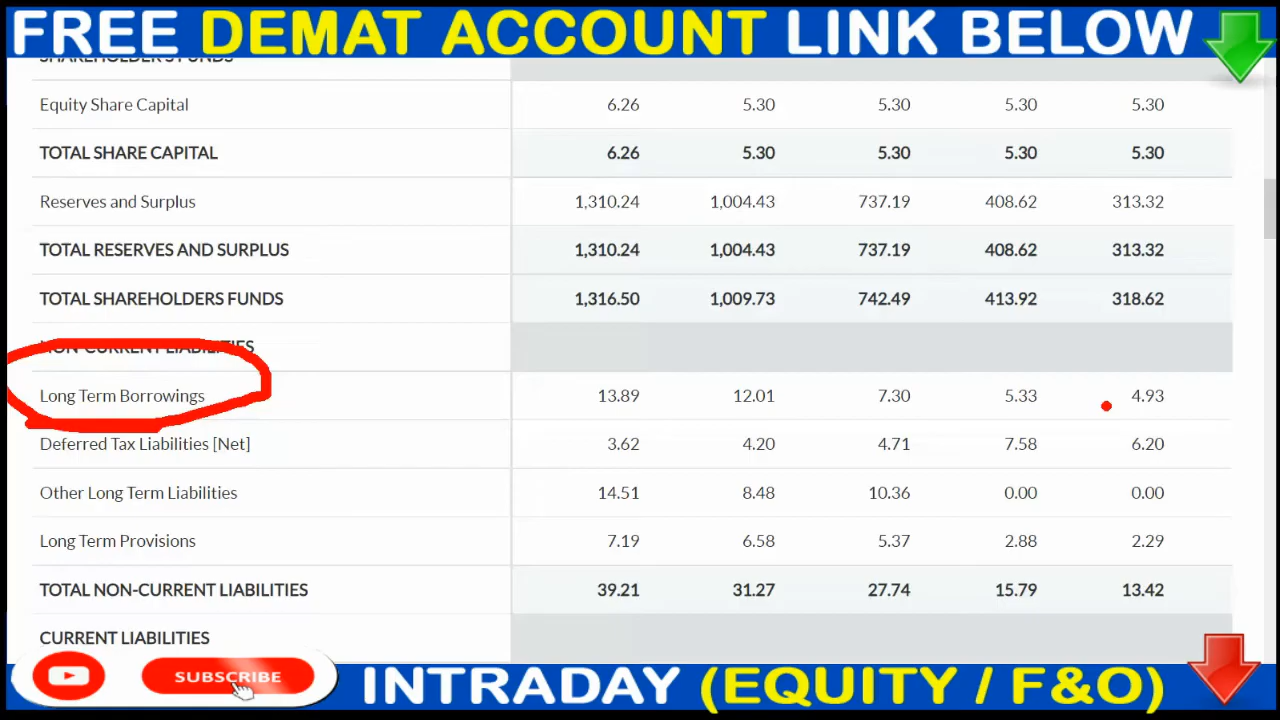 FREE DEMAT ACCOUNT LINK BELOW
SHAREHOLDER'S FUNDS
Equity Share Capital 6.26 5.30 5.30 5.30 5.30
TOTAL SHARE CAPITAL 6.26 5.30 5.30 5.30 5.30
Reserves and Surplus 1,310.24 1,004.43 737.19 408.62 313.32
TOTAL RESERVES AND SURPLUS 1,310.24 1,004.43 737.19 408.62 313.32
TOTAL SHAREHOLDERS FUNDS 1,316.50 1,009.73 742.49 413.92 318.62
NON-CURRENT LIABILITIES
Long Term Borrowings 13.89 12.01 7.30 5.33 4.93
Deferred Tax Liabilities [Net] 3.62 4.20 4.71 7.58 6.20
Other Long Term Liabilities 14.51 8.48 10.36 0.00 0.00
Long Term Provisions 7.19 6.58 5.37 2.88 2.29
TOTAL NON-CURRENT LIABILITIES 39.21 31.27 27.74 15.79 13.42
CURRENT LIABILITIES
SUBSCRIBE
INTRADAY (EQUITY / F&O)